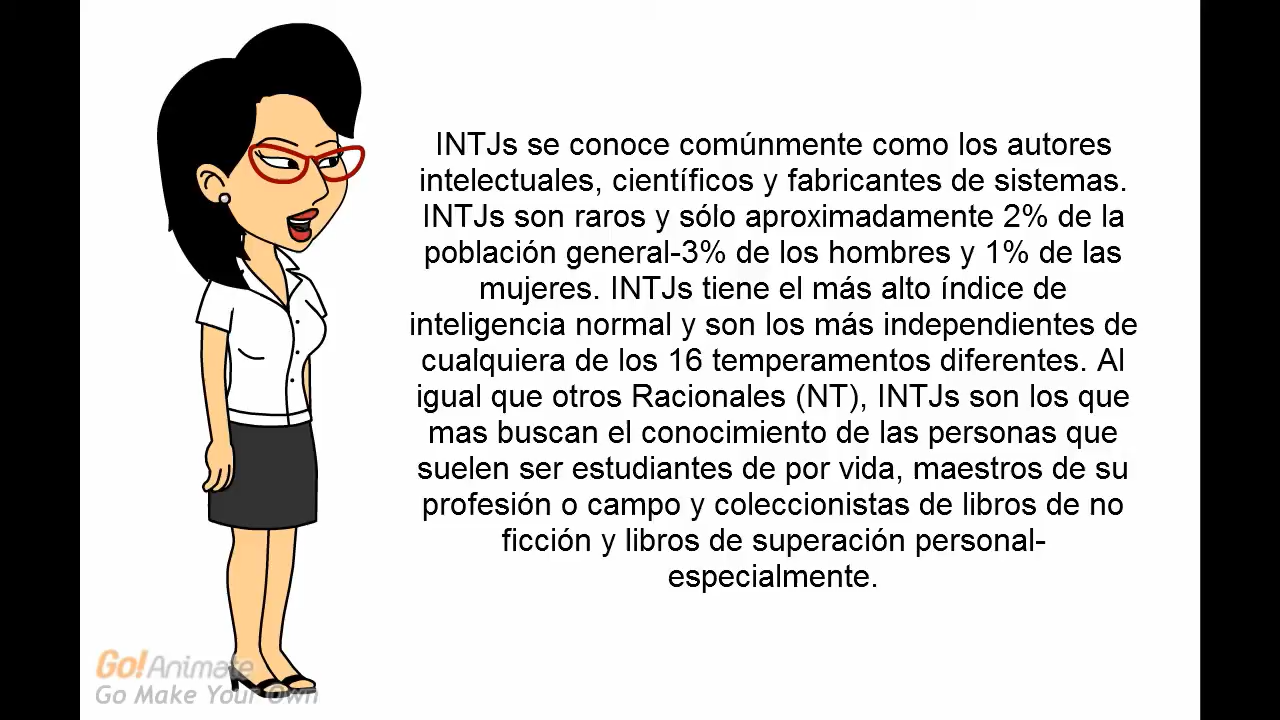 INTJs se conoce comúnmente como los autores
intelectuales, científicos y fabricantes de sistemas.
INTJs son raros y sólo aproximadamente 2% de la
población general-3% de los hombres y 1% de las
mujeres. INTJs tiene el más alto índice de
inteligencia normal y son los más independientes de
cualquiera de los 16 temperamentos diferentes. Al
igual que otros Racionales (NT), INTJs son los que
mas buscan el conocimiento de las personas que
suelen ser estudiantes de por vida, maestros de su
profesión o campo y coleccionistas de libros de no
ficción y libros de superación personal-
especialmente.
Go!Animate
Go Make Your Own